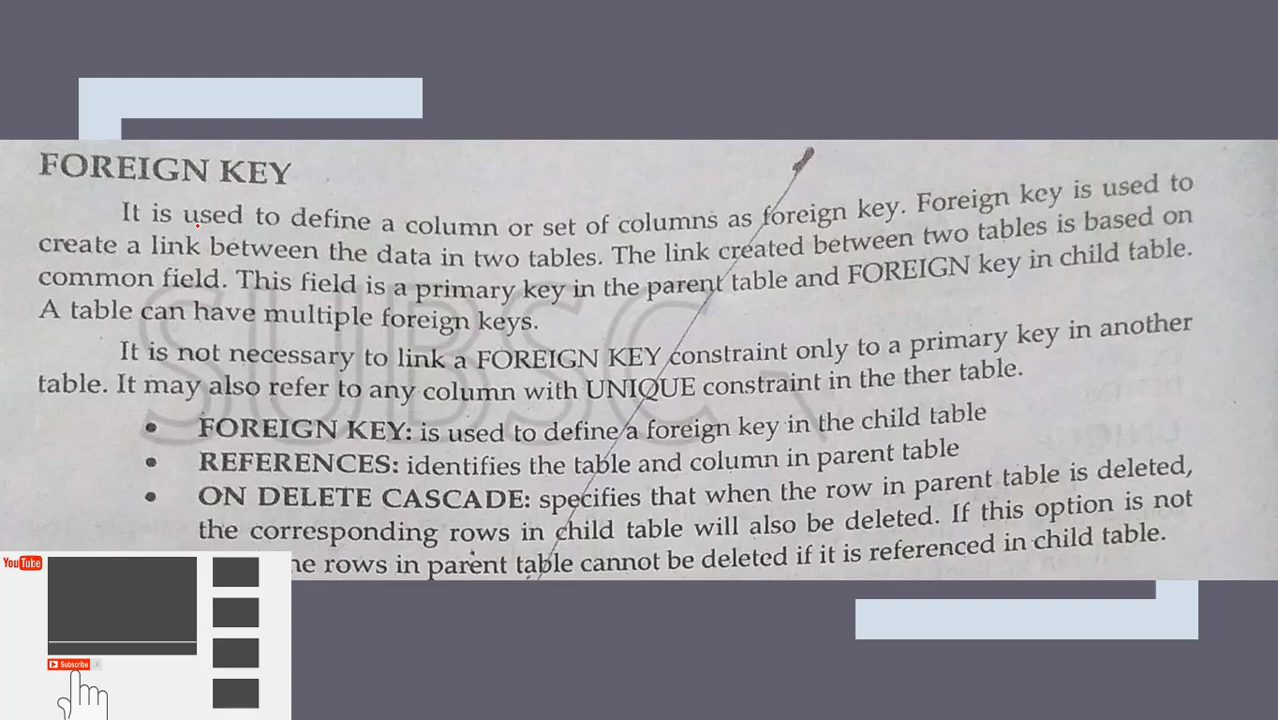 FOREIGN KEY
It is used to define a column or set of columns as foreign key. Foreign key is used to
create a link between the data in two tables. The link created between two tables is based on
common field. This field is a primary key in the parent table and FOREIGN key in child table.
A table can have multiple foreign keys.
It is not necessary to link a FOREIGN KEY constraint only to a primary key in another
table. It may also refer to any column with UNIQUE constraint in the ther table.
• FOREIGN KEY: is used to define a foreign key in the child table
• REFERENCES: identifies the table and column in parent table
• ON DELETE CASCADE: specifies that when the row in parent table is deleted,
the corresponding rows in child table will also be deleted. If this option is not
rows in parent table cannot be deleted if it is referenced in child table.
SUBSC
YouTube
Subscribe